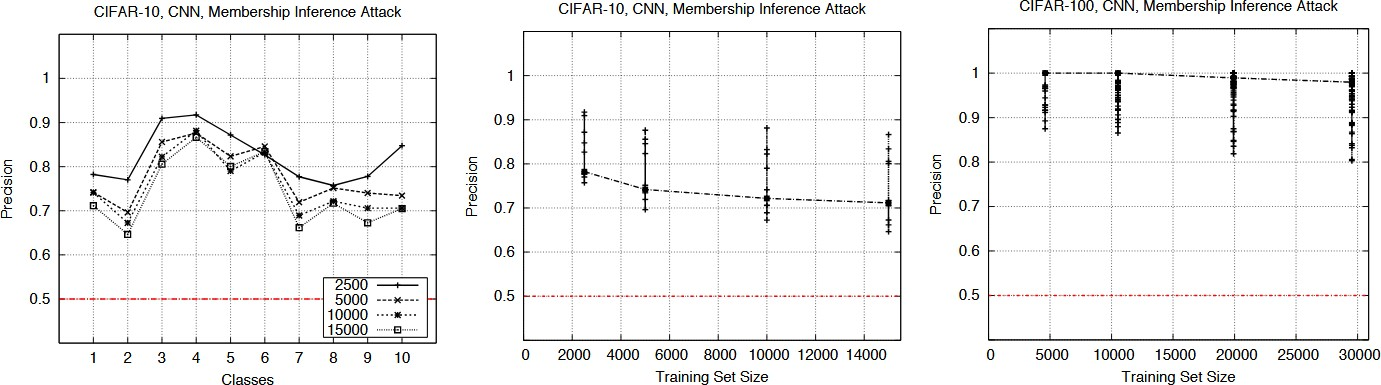 CIFAR-10, CNN, Membership Inference Attack
Precision
1
0.9
0.8
0.7
0.6
0.5
2500
5000
10000
15000
1 2 3 4 5 6 7 8 9 10
Classes
CIFAR-10, CNN, Membership Inference Attack
Precision
1
0.9
0.8
0.7
0.6
0.5
0 2000 4000 6000 8000 10000 12000 14000
Training Set Size
CIFAR-100, CNN, Membership Inference Attack
Precision
1
0.9
0.8
0.7
0.6
0.5
0 5000 10000 15000 20000 25000 30000
Training Set Size